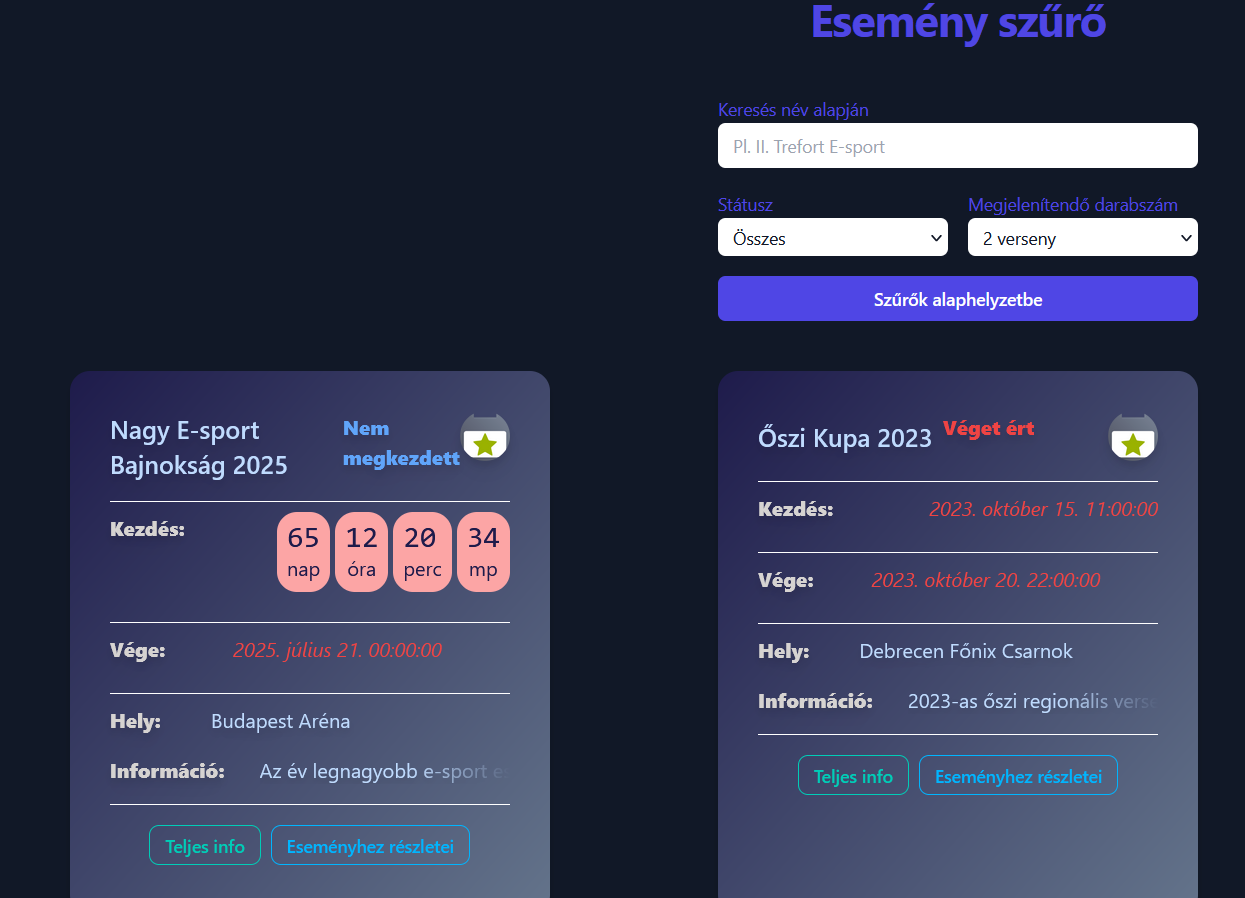 Esemény szűrő
Keresés név alapján
Pl. II. Trefort E-sport
Státusz
Megjelenítendő darabszám
Összes
2 verseny
Szűrők alaphelyzetbe
Nagy E-sport
Bajnokság 2025
Nem
megkezdett
Kezdés:
65 12 20 34
nap óra perc mp
Vége: 2025. július 21. 00:00:00
Hely: Budapest Aréna
Információ: Az év legnagyobb e-sport
Teljes info
Eseményhez részletei
Őszi Kupa 2023
Véget ért
Kezdés: 2023. október 15. 11:00:00
Vége: 2023. október 20. 22:00:00
Hely: Debrecen Főnix Csarnok
Információ: 2023-as őszi regionális verse
Teljes info
Eseményhez részletei